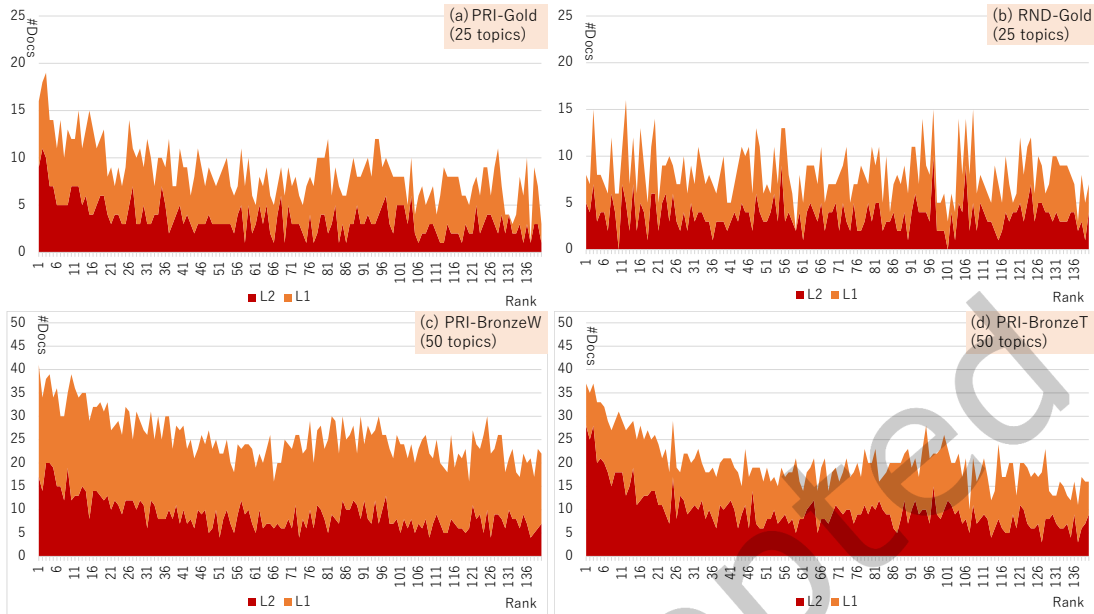 (a) PRI-Gold
(25 topics)
#Docs
25
20
15
10
5
0
1 6 11 16 21 26 31 36 41 46 51 56 61 66 71 76 81 86 91 96 101 106 111 116 121 126 131 136
L2 L1
Rank
(b) RND-Gold
(25 topics)
#Docs
25
20
15
10
5
0
1 6 11 16 21 26 31 36 41 46 51 56 61 66 71 76 81 86 91 96 101 106 111 116 121 126 131 136
L2 L1
Rank
(c) PRI-BronzeW
(50 topics)
#Docs
50
45
40
35
30
25
20
15
10
5
0
1 6 11 16 21 26 31 36 41 46 51 56 61 66 71 76 81 86 91 96 101 106 111 116 121 126 131 136
L2 L1
Rank
(d) PRI-BronzeT
(50 topics)
#Docs
50
45
40
35
30
25
20
15
10
5
0
1 6 11 16 21 26 31 36 41 46 51 56 61 66 71 76 81 86 91 96 101 106 111 116 121 126 131 136
L2 L1
Rank
pted